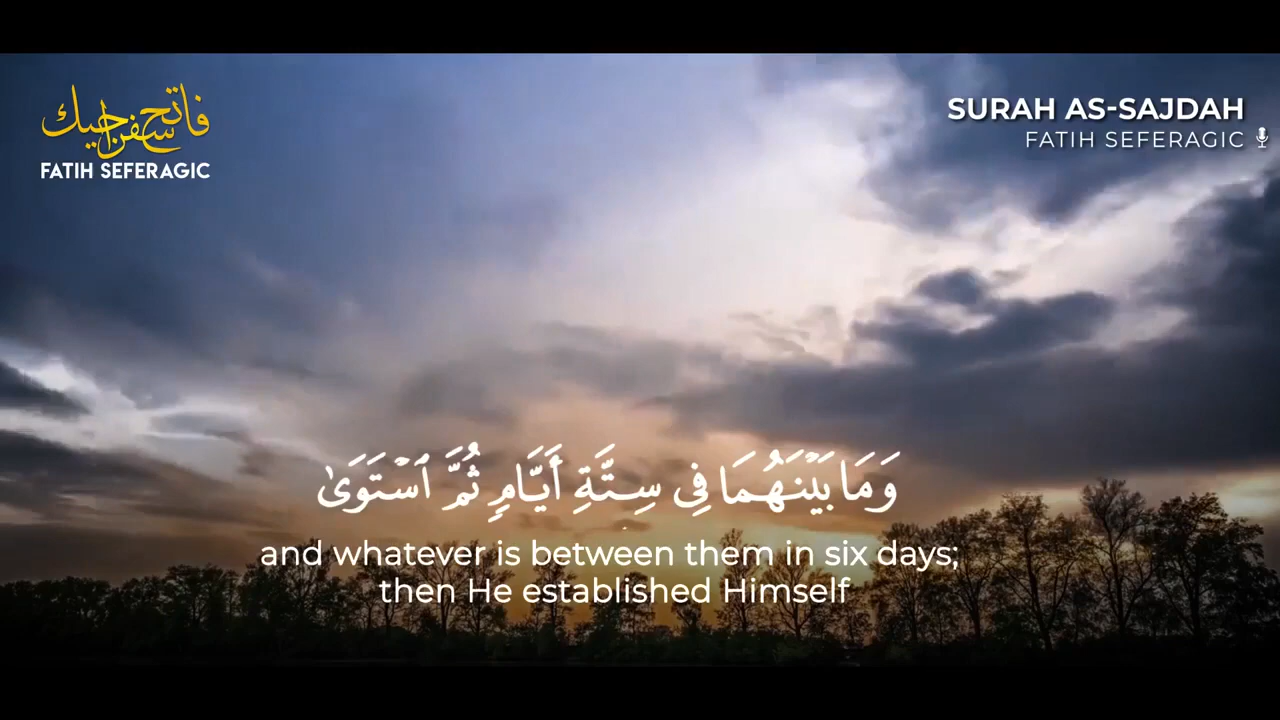 فاتح سفراجيك
FATIH SEFERAGIC
SURAH AS-SAJDAH
FATIH SEFERAGIC
وَمَا بَيْنَهُمَا فِى سِتَّةِ أَيَّامٍ ثُمَّ ٱسْتَوَىٰ
and whatever is between them in six days;
then He established Himself